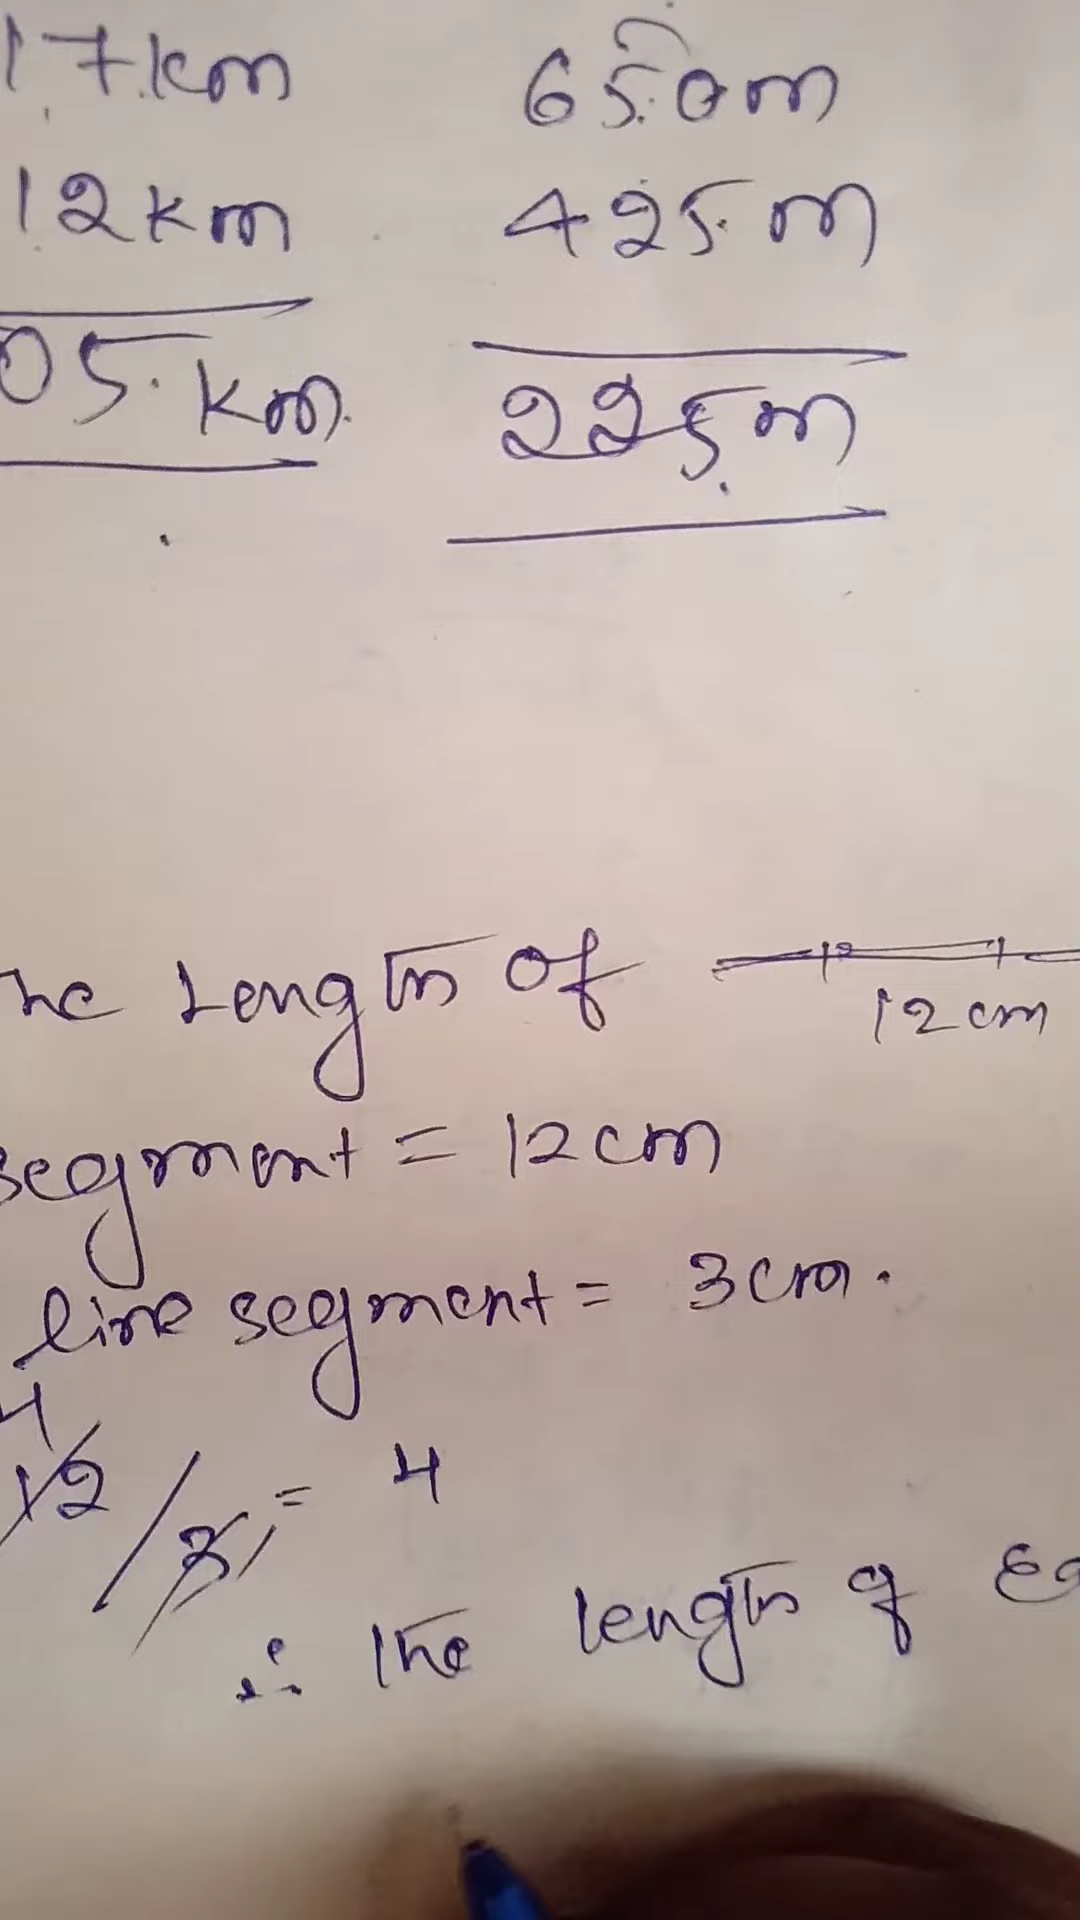 17 km 650 m
12 km 425 m
05 km 225 m
he Length of
12 cm
segment = 12 cm
line segment = 3 cm.
4
12/3 = 4
∴ the length of